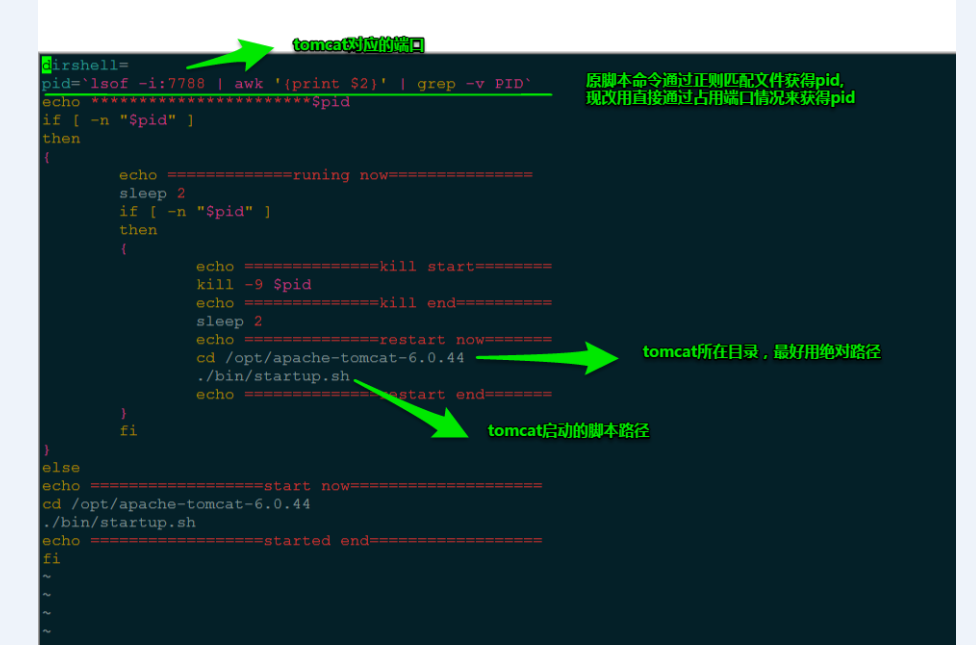 tomcat对应的端口
dirshell=
pid=`lsof -i:7788 | awk '{print $2}' | grep -v PID`
原脚本命令通过正则匹配文件获得pid,
现改用直接通过占用端口情况来获得pid
echo ***********************$pid
if [ -n "$pid" ]
then
{
echo =============runing now===============
sleep 2
if [ -n "$pid" ]
then
{
echo ==============kill start========
kill -9 $pid
echo ==============kill end==========
sleep 2
echo ==============restart now=======
cd /opt/apache-tomcat-6.0.44
tomcat所在目录，最好用绝对路径
./bin/startup.sh
echo ==============restart end=======
}
fi
tomcat启动的脚本路径
}
else
echo ==================start now====================
cd /opt/apache-tomcat-6.0.44
./bin/startup.sh
echo ==================started end==================
fi
~
~
~
~